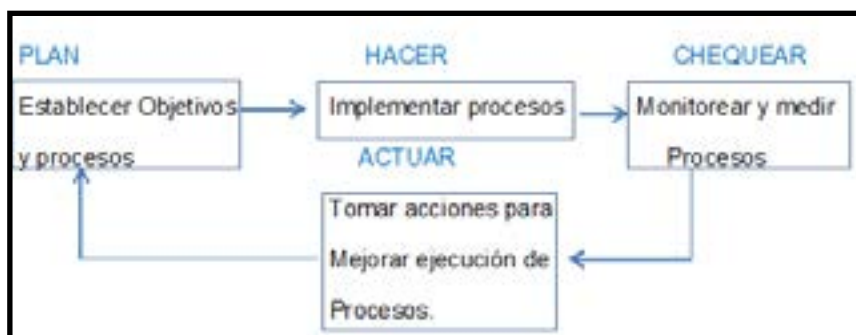 PLAN
Establecer Objetivos
y procesos
HACER
Implementar procesos
CHEQUEAR
Monitorear y medir
Procesos
ACTUAR
Tomar acciones para
Mejorar ejecución de
Procesos.